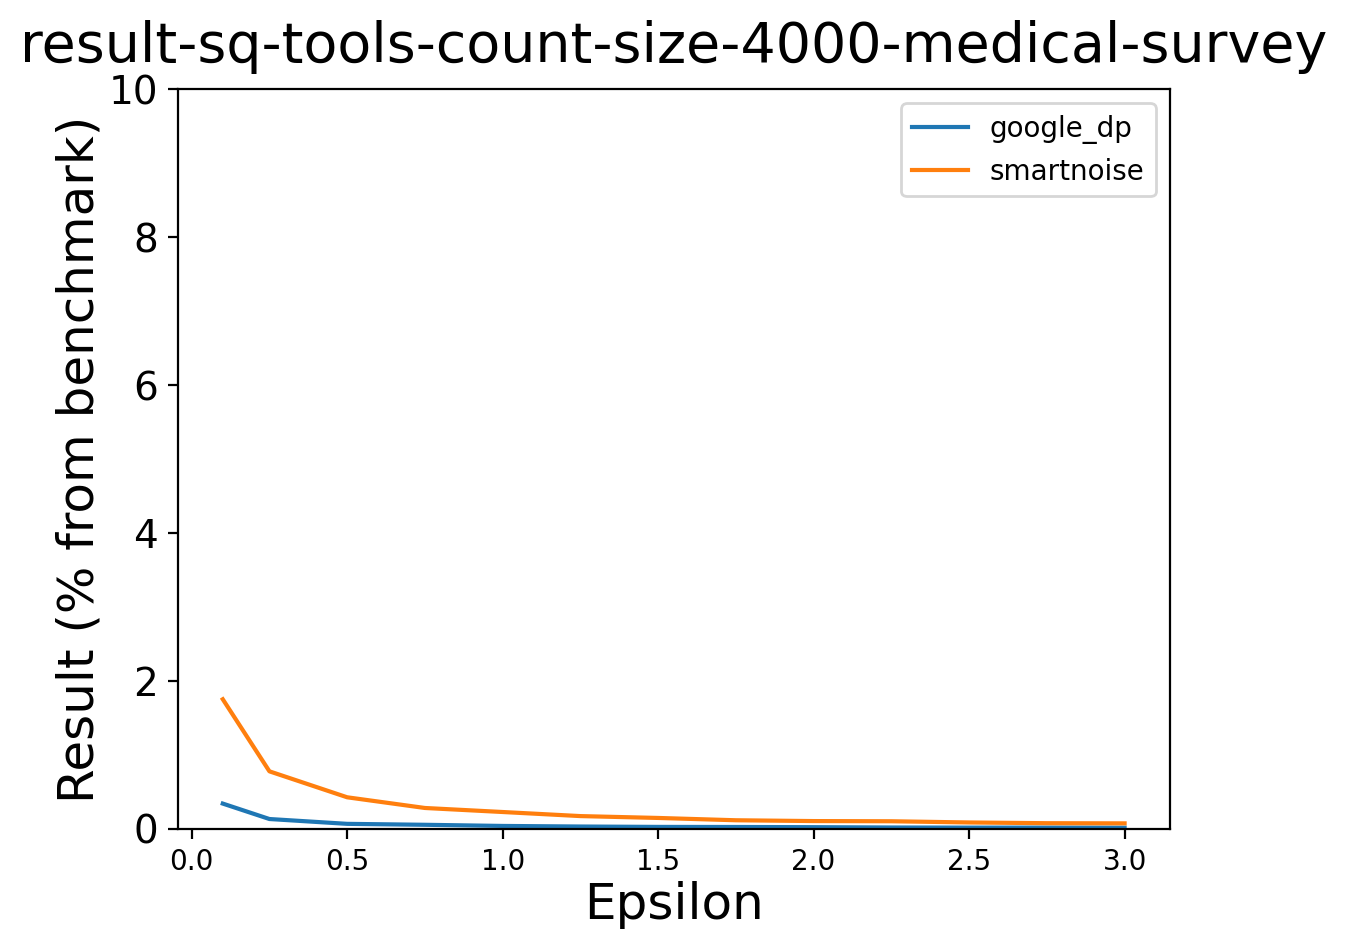 result-sq-tools-count-size-4000-medical-survey
google_dp
smartnoise
Result (% from benchmark)
10
8
6
4
2
0
0.0 0.5 1.0 1.5 2.0 2.5 3.0
Epsilon